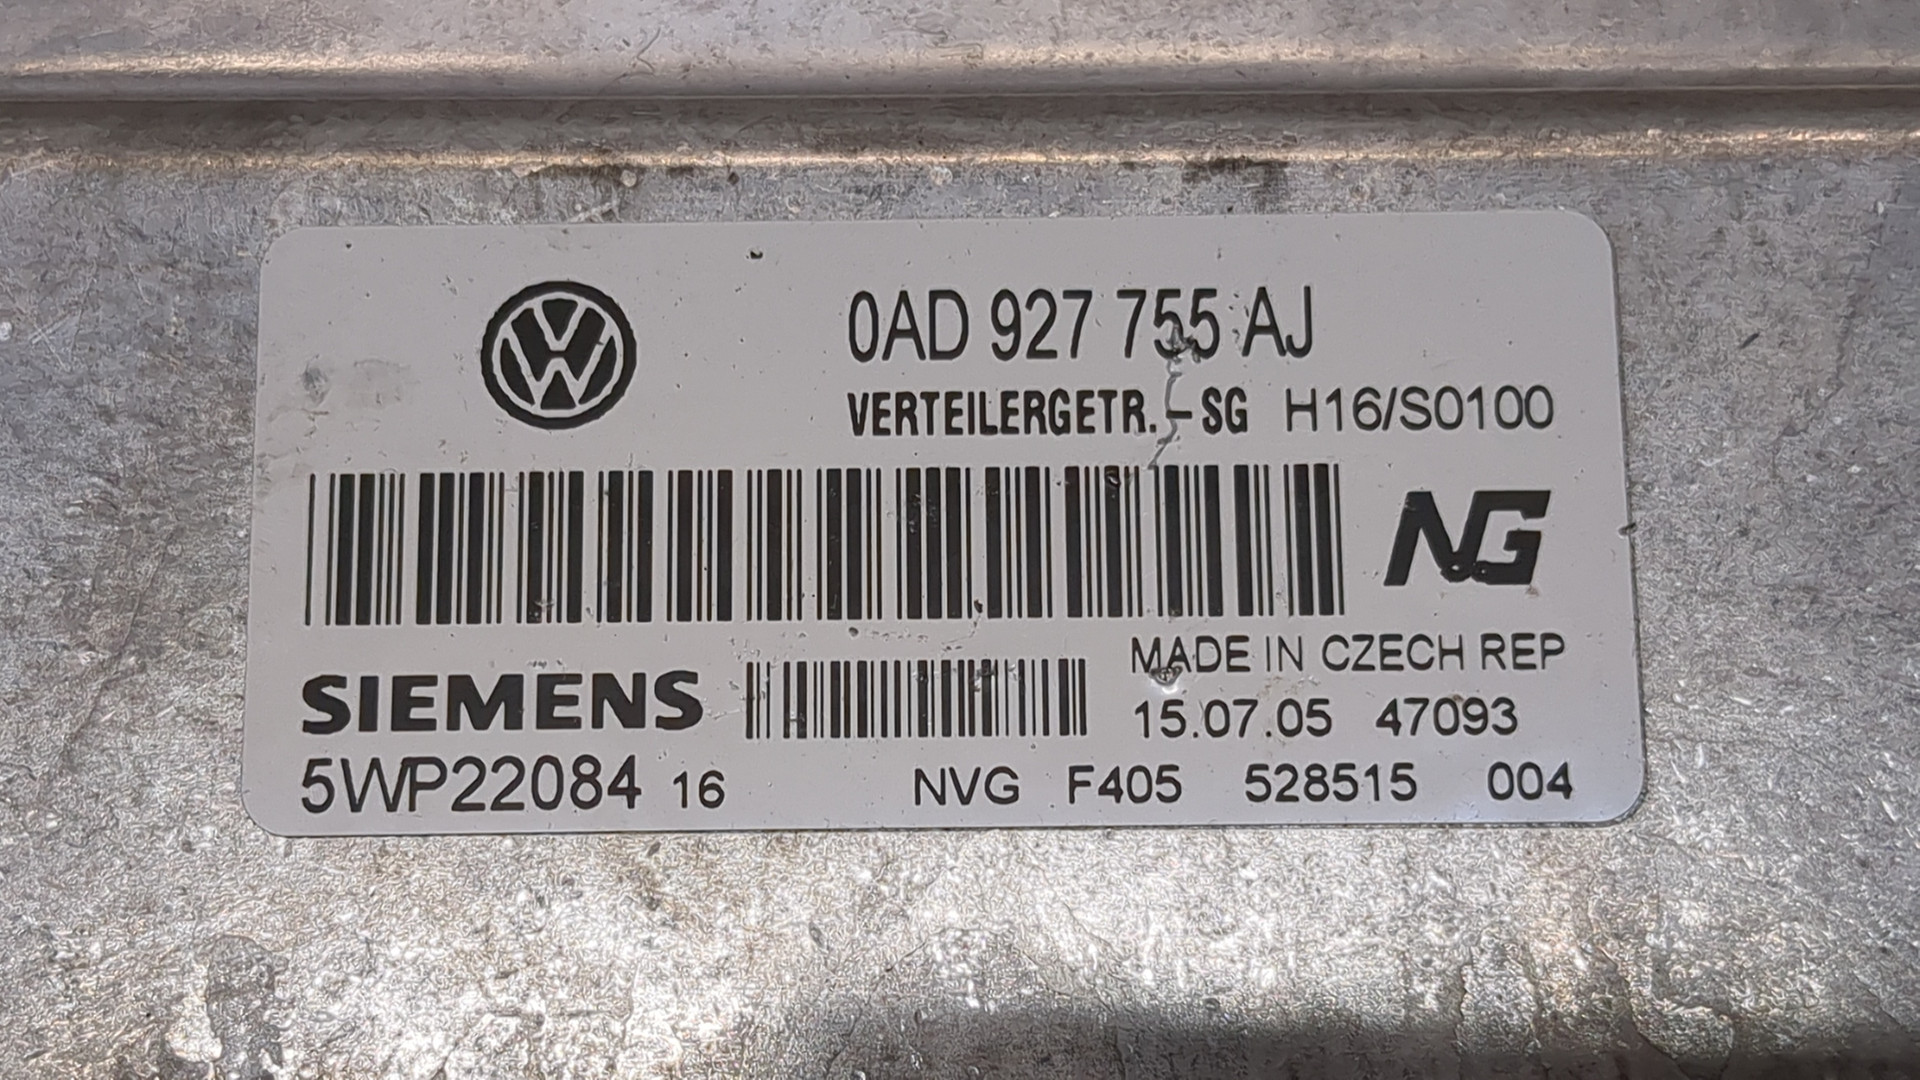 0AD 927 755 AJ
VERTEILERGETR.-SG H16/S0100
NG
SIEMENS
MADE IN CZECH REP
15.07.05 47093
5WP22084 16 NVG F405 528515 004